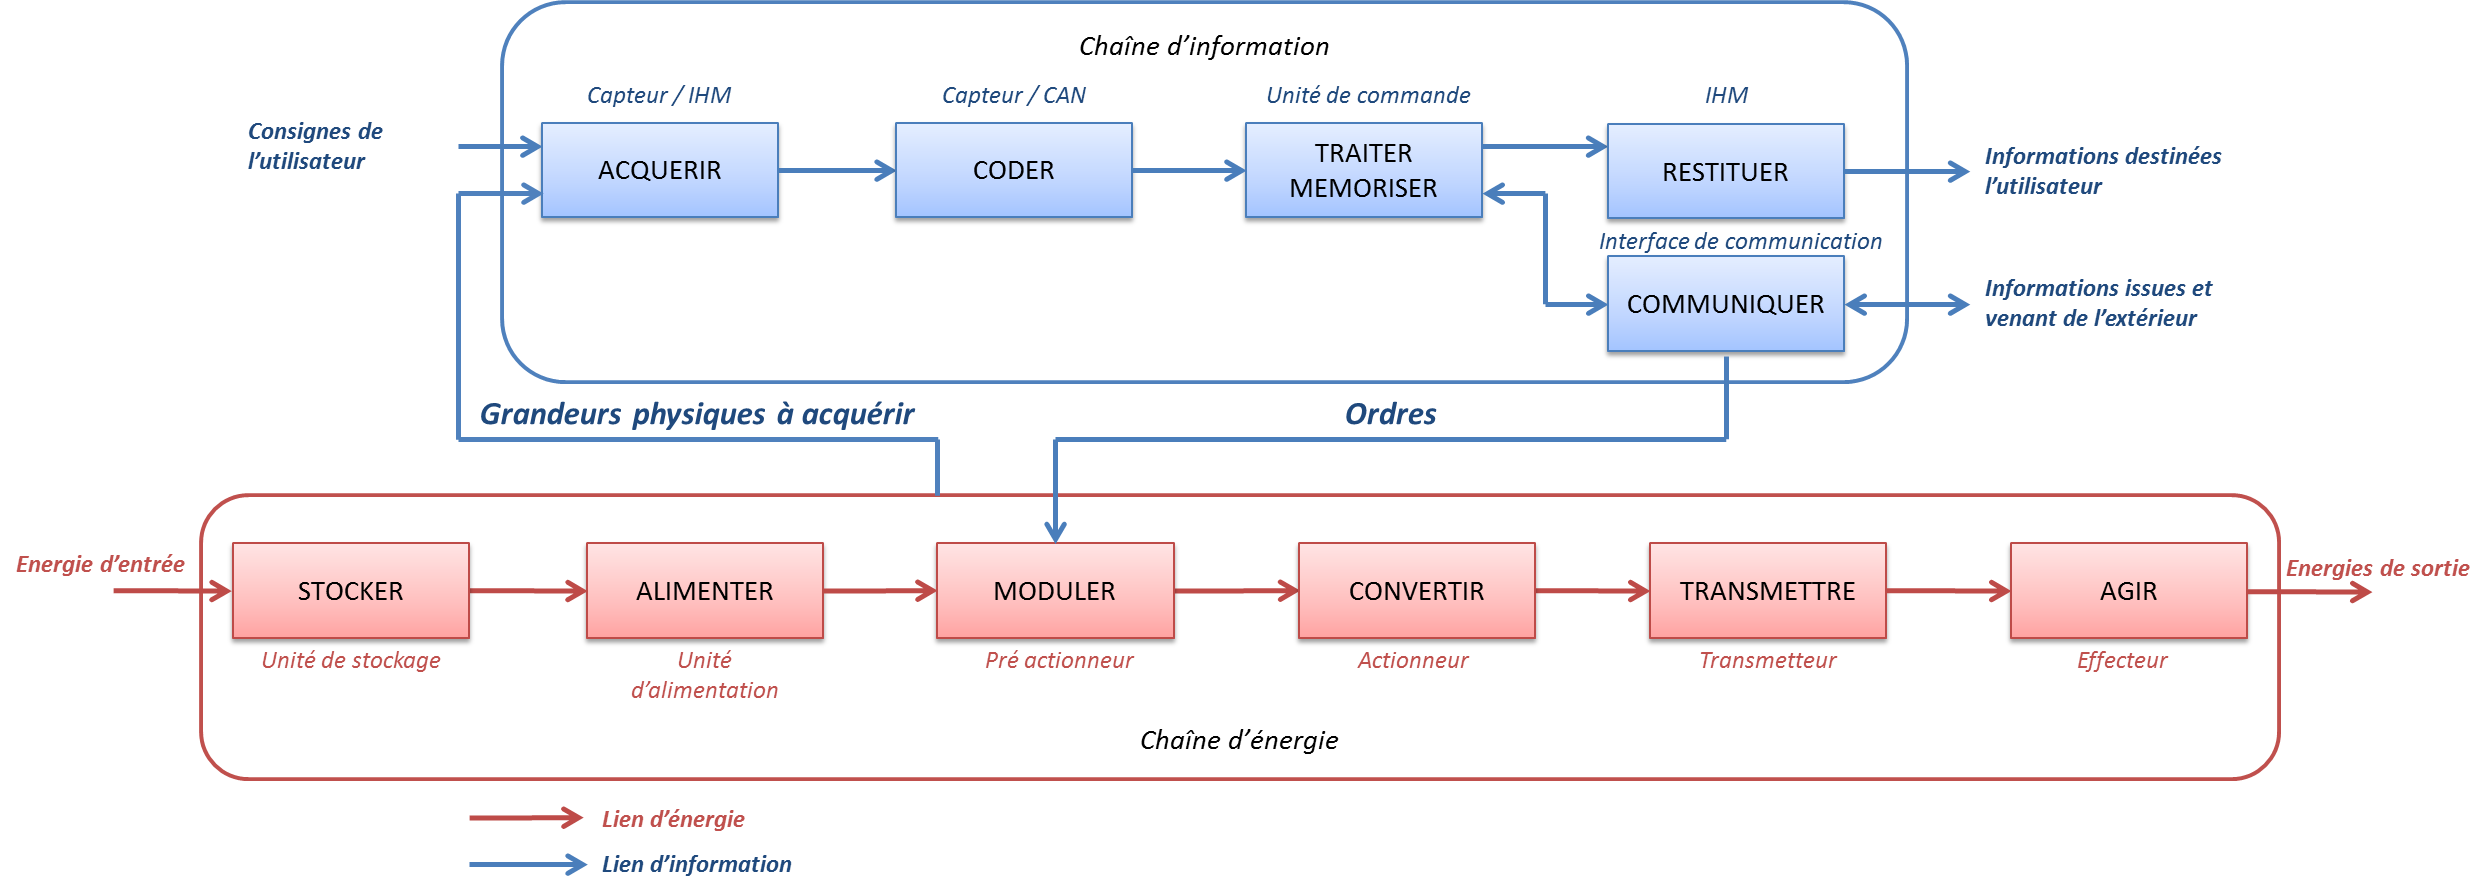 Chaîne d’information
Capteur / IHM
Capteur / CAN
Unité de commande
IHM
Consignes de
l’utilisateur
ACQUERIR
CODER
TRAITER
MEMORISER
RESTITUER
Informations destinées
l’utilisateur
Interface de communication
COMMUNIQUER
Informations issues et
venant de l’extérieur
Grandeurs physiques à acquérir
Ordres
Energie d’entrée
STOCKER
ALIMENTER
MODULER
CONVERTIR
TRANSMETTRE
AGIR
Energies de sortie
Unité de stockage
Unité
d’alimentation
Pré actionneur
Actionneur
Transmetteur
Effecteur
Chaîne d’énergie
Lien d’énergie
Lien d’information